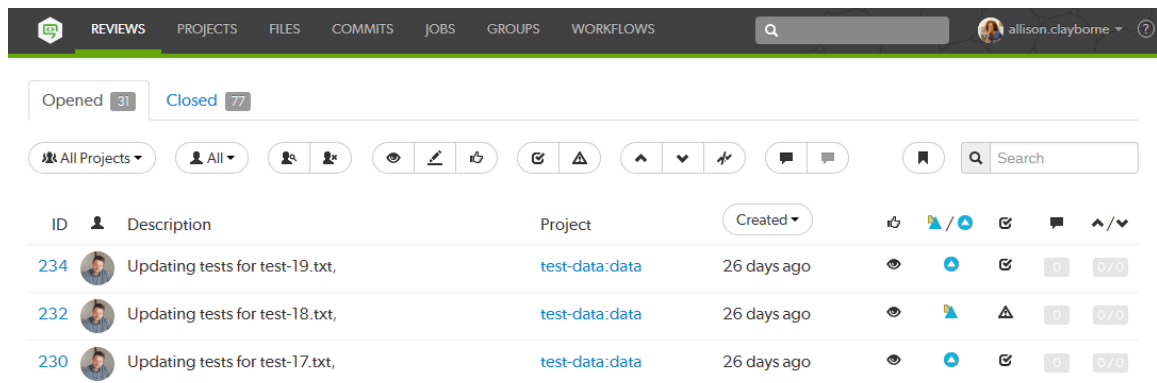 REVIEWS PROJECTS FILES COMMITS JOBS GROUPS WORKFLOWS allison.clayborne ?
Opened 31 Closed 77
All Projects All Search
ID Description Project Created / /
234 Updating tests for test-19.txt, test-data:data 26 days ago 0 0/0
232 Updating tests for test-18.txt, test-data:data 26 days ago 0 0/0
230 Updating tests for test-17.txt, test-data:data 26 days ago 0 0/0